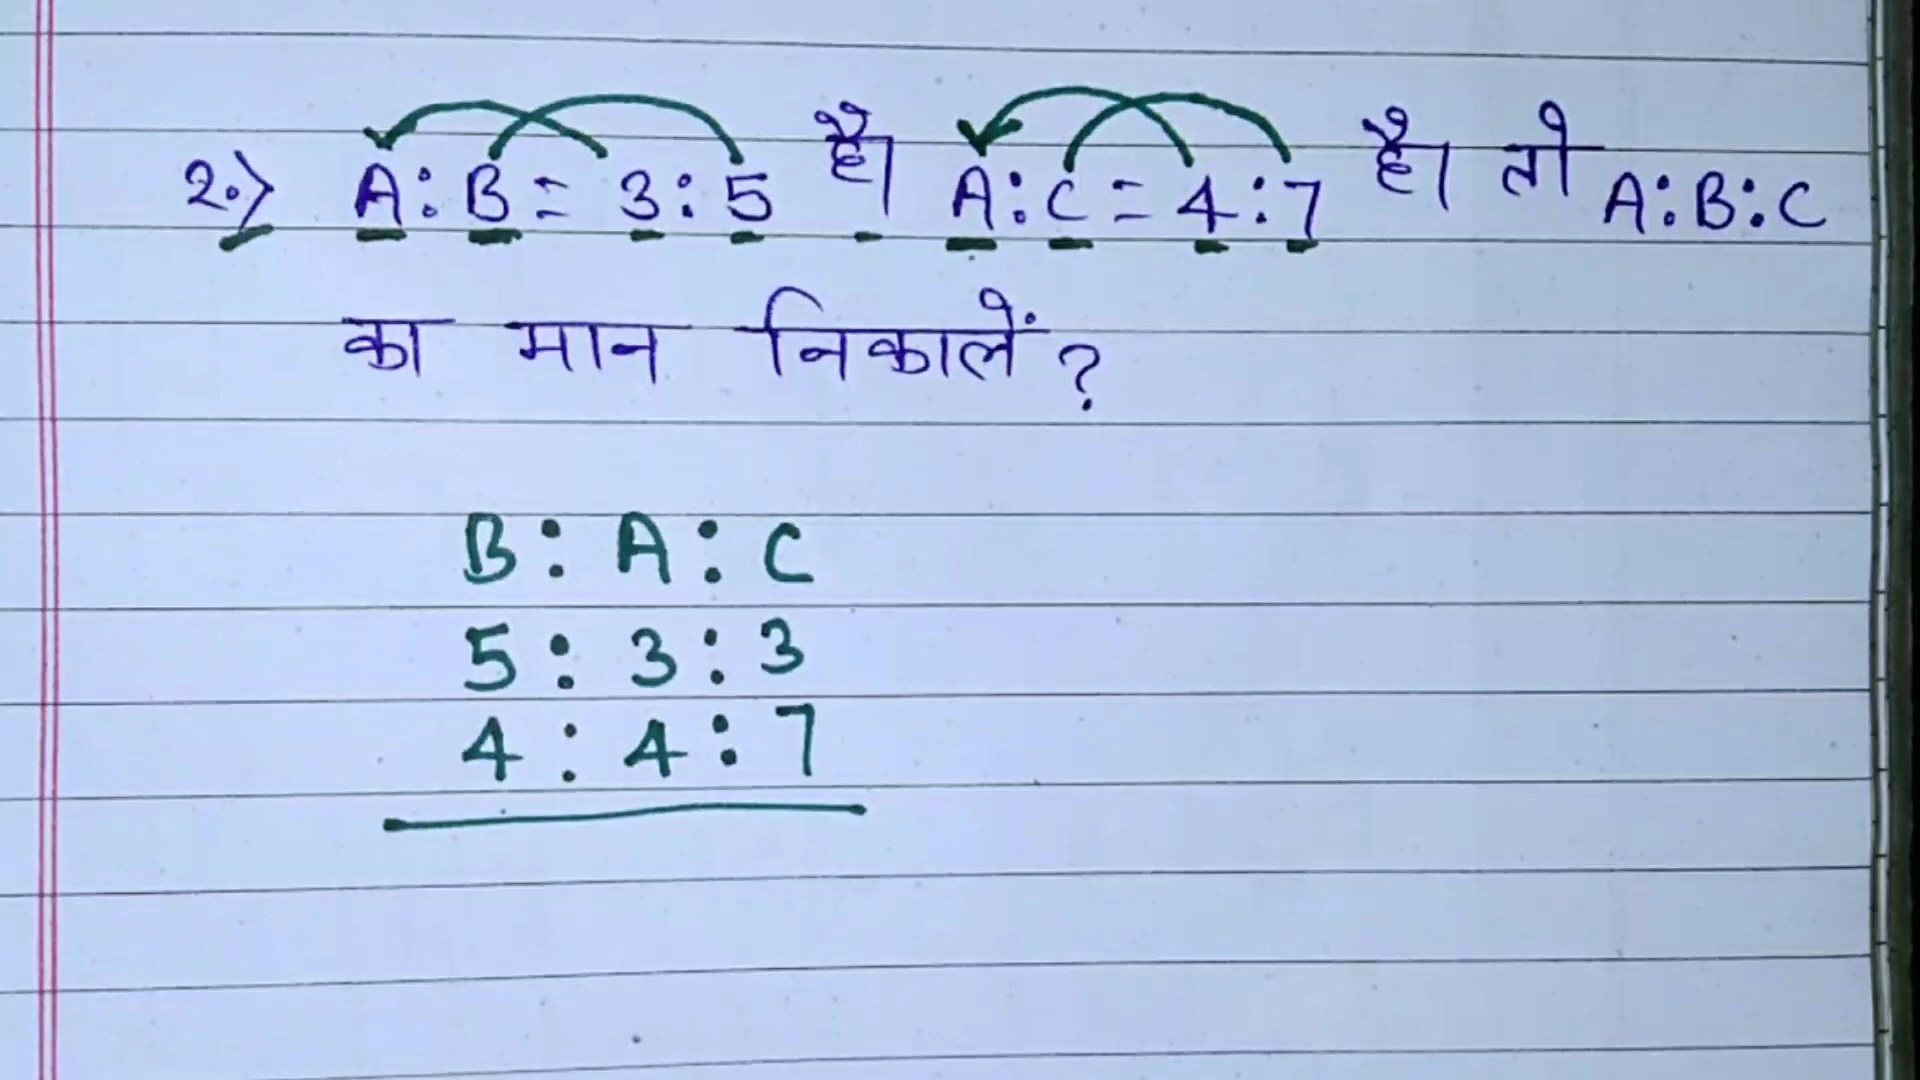 2.> A:B = 3:5 है। A:C = 4:7 है। तो A:B:C
का मान निकालें?
B : A : C
5 : 3 : 3
4 : 4 : 7